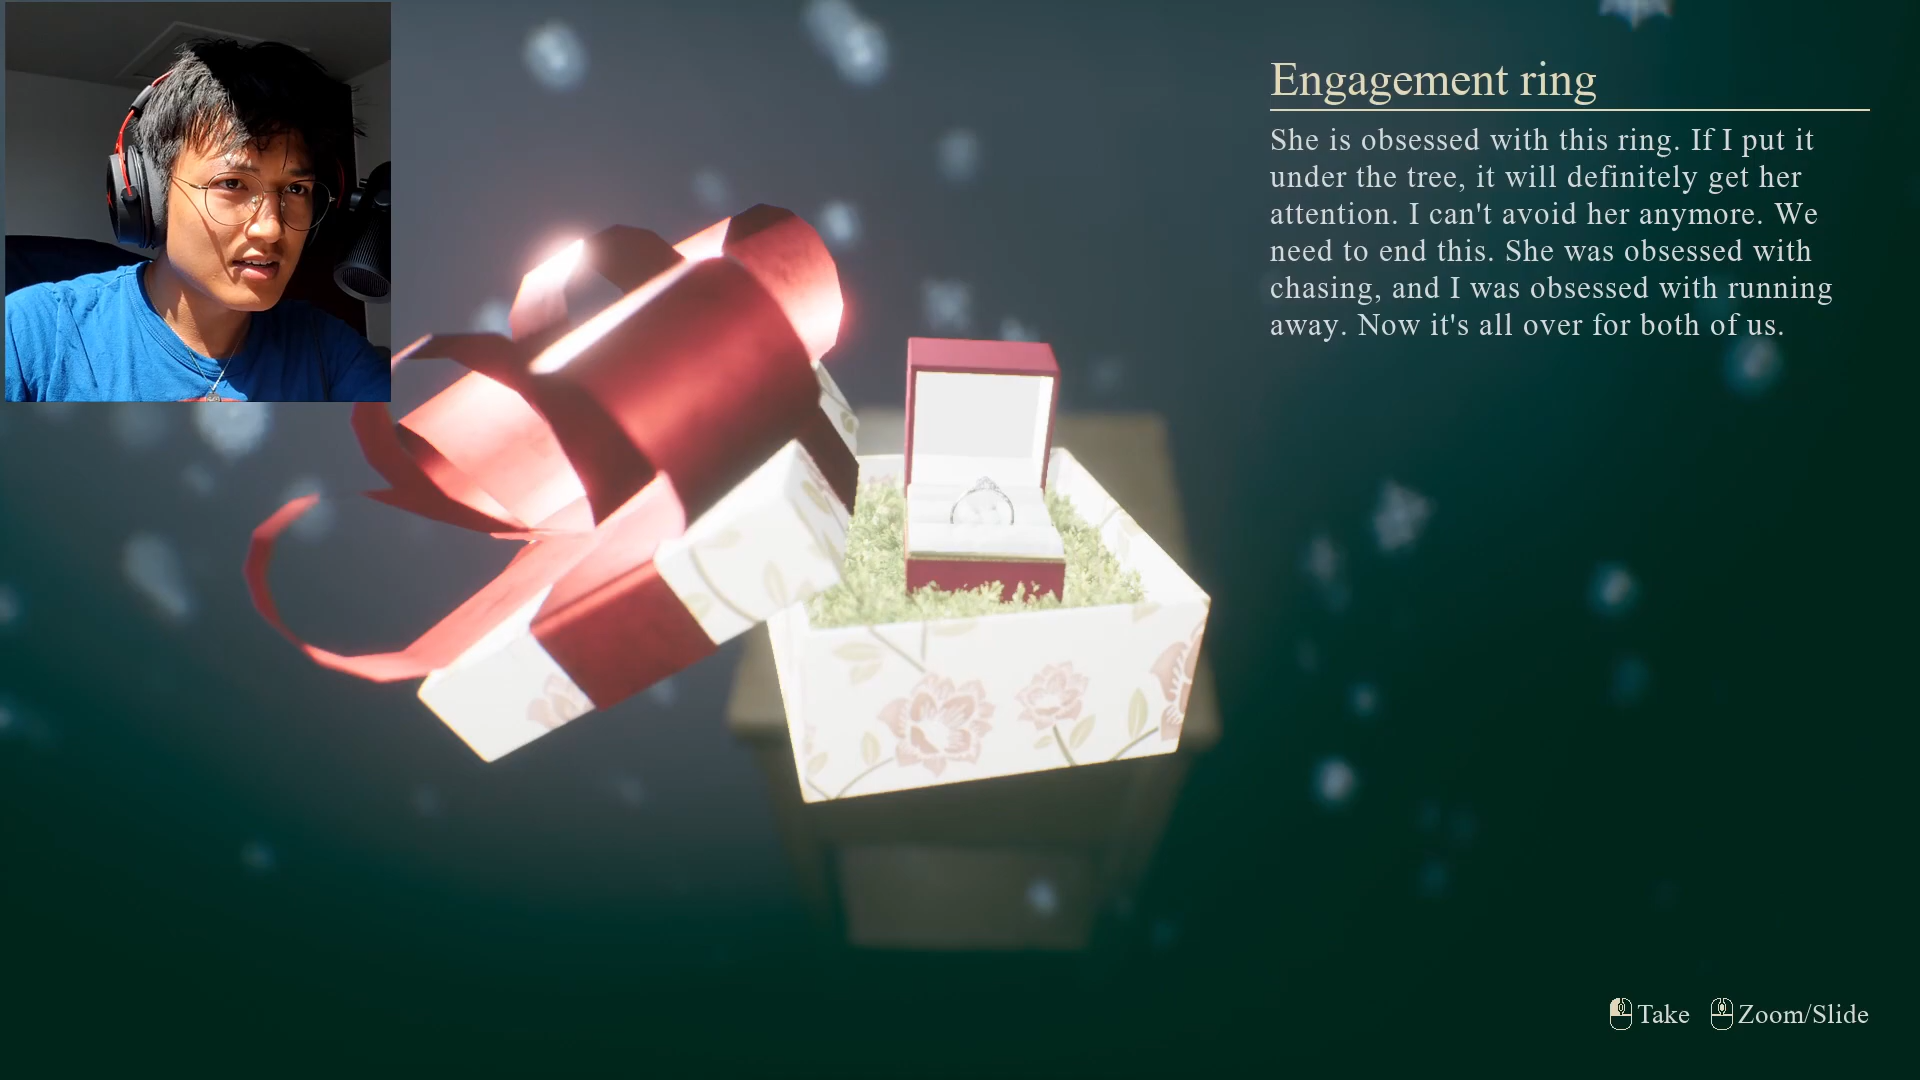 Engagement ring
She is obsessed with this ring. If I put it
under the tree, it will definitely get her
attention. I can't avoid her anymore. We
need to end this. She was obsessed with
chasing, and I was obsessed with running
away. Now it's all over for both of us.
Take Zoom/Slide